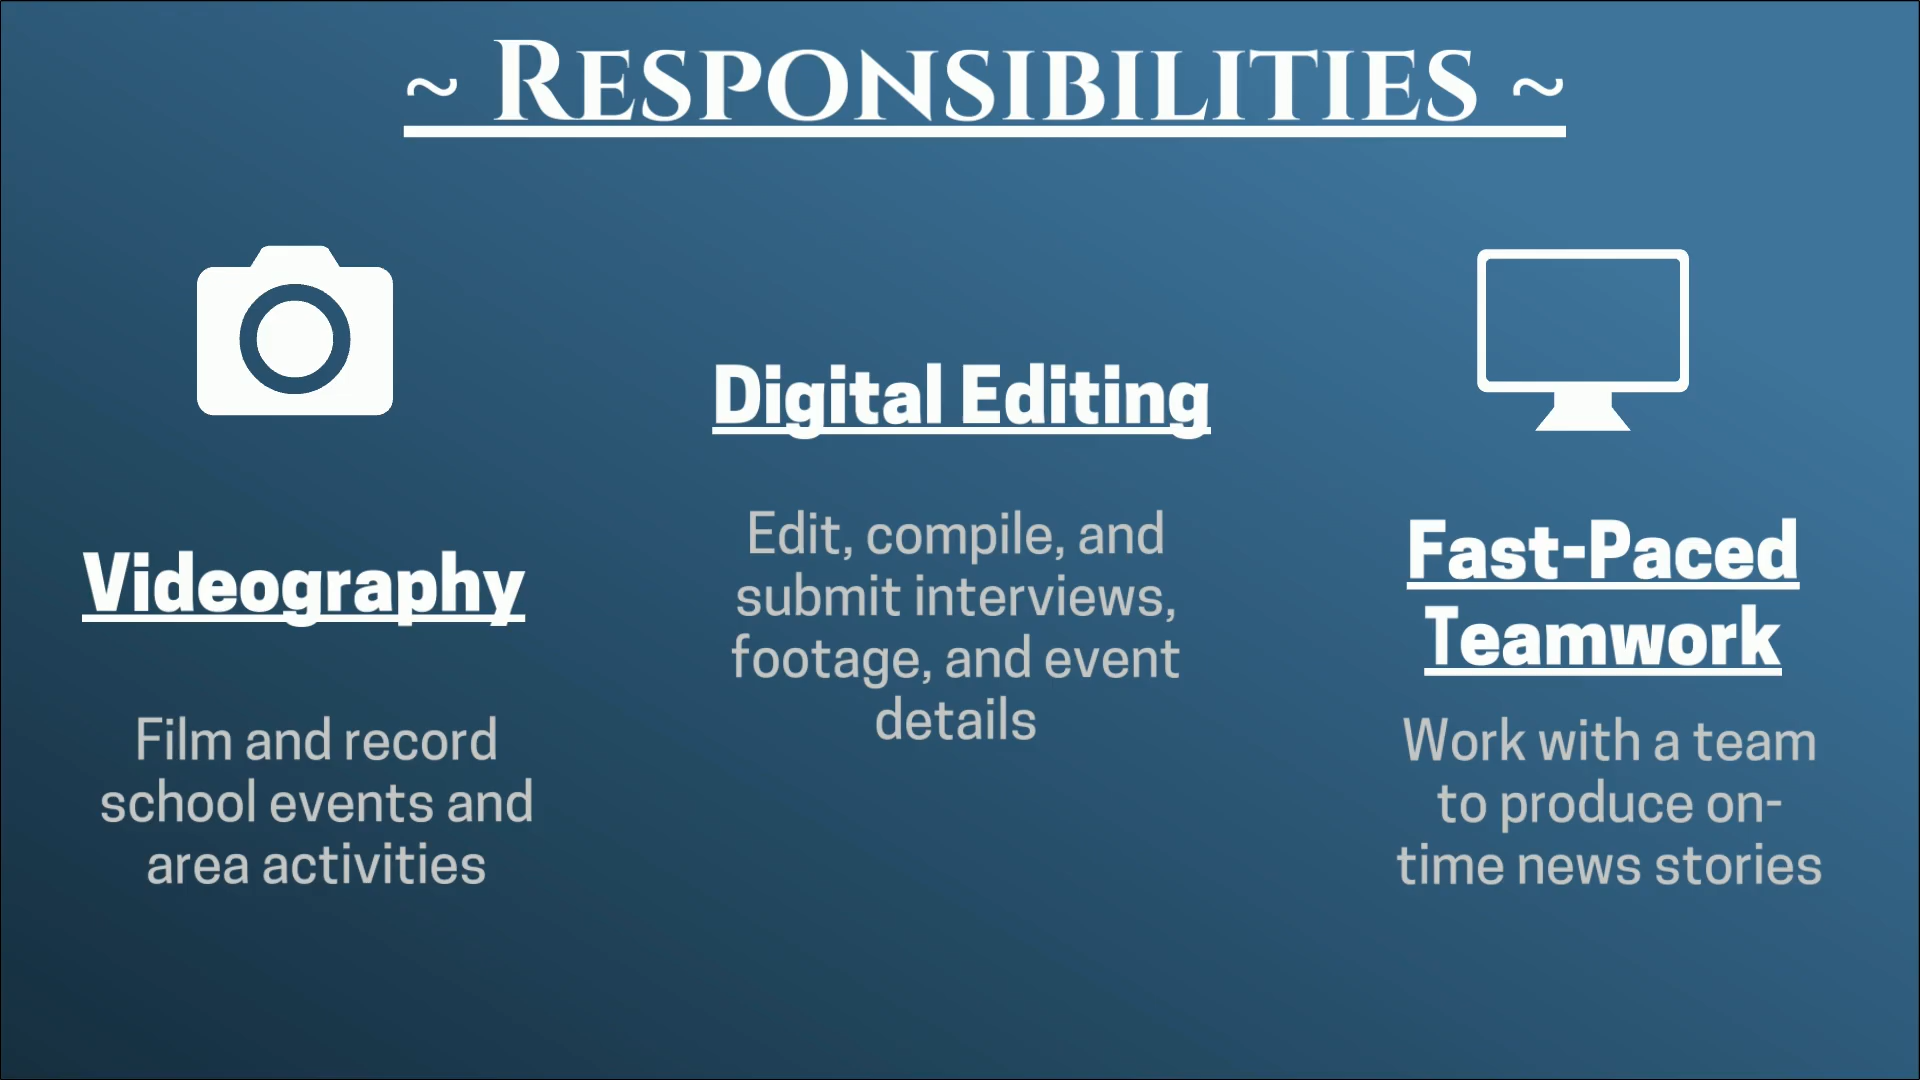 ~ Responsibilities ~
Videography
Film and record
school events and
area activities
Digital Editing
Edit, compile, and
submit interviews,
footage, and event
details
Fast-Paced
Teamwork
Work with a team
to produce on-
time news stories